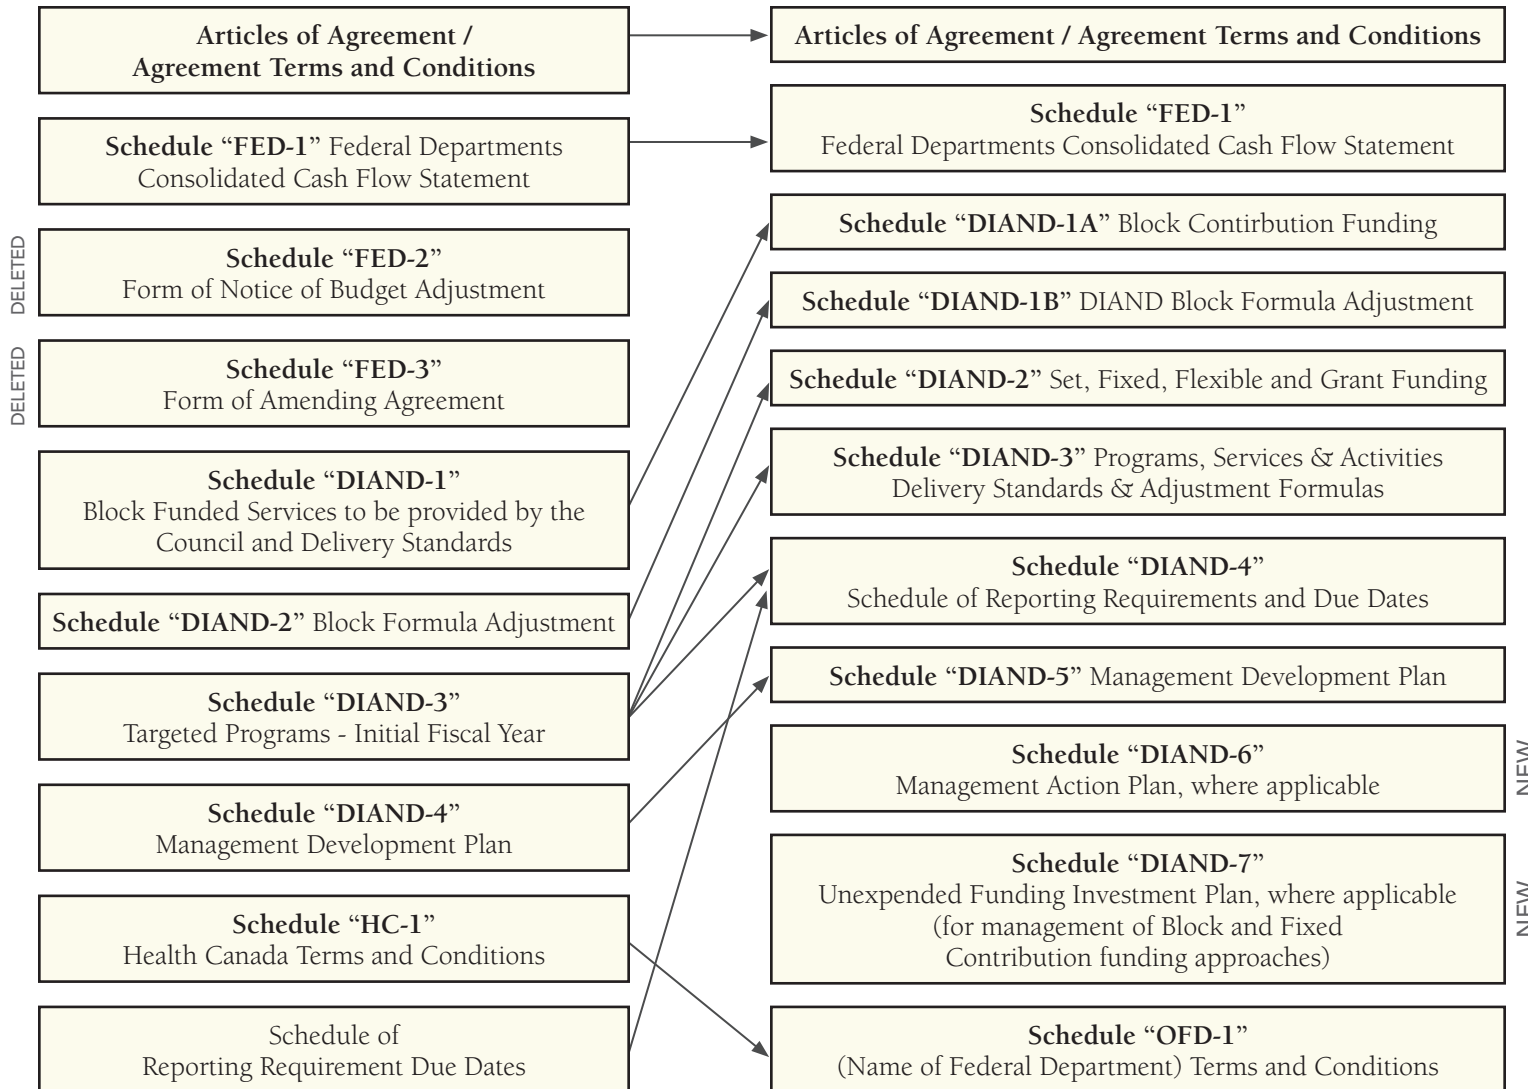 Articles of Agreement /
Agreement Terms and Conditions
Schedule “FED-1” Federal Departments
Consolidated Cash Flow Statement
DELETED
Schedule “FED-2”
Form of Notice of Budget Adjustment
DELETED
Schedule “FED-3”
Form of Amending Agreement
Schedule “DIAND-1”
Block Funded Services to be provided by the
Council and Delivery Standards
Schedule “DIAND-2” Block Formula Adjustment
Schedule “DIAND-3”
Targeted Programs - Initial Fiscal Year
Schedule “DIAND-4”
Management Development Plan
Schedule “HC-1”
Health Canada Terms and Conditions
Schedule of
Reporting Requirement Due Dates
Articles of Agreement / Agreement Terms and Conditions
Schedule “FED-1”
Federal Departments Consolidated Cash Flow Statement
Schedule “DIAND-1A” Block Contirbution Funding
Schedule “DIAND-1B” DIAND Block Formula Adjustment
Schedule “DIAND-2” Set, Fixed, Flexible and Grant Funding
Schedule “DIAND-3” Programs, Services & Activities
Delivery Standards & Adjustment Formulas
Schedule “DIAND-4”
Schedule of Reporting Requirements and Due Dates
Schedule “DIAND-5” Management Development Plan
Schedule “DIAND-6”
Management Action Plan, where applicable
NEW
Schedule “DIAND-7”
Unexpended Funding Investment Plan, where applicable
(for management of Block and Fixed
Contribution funding approaches)
NEW
Schedule “OFD-1”
(Name of Federal Department) Terms and Conditions